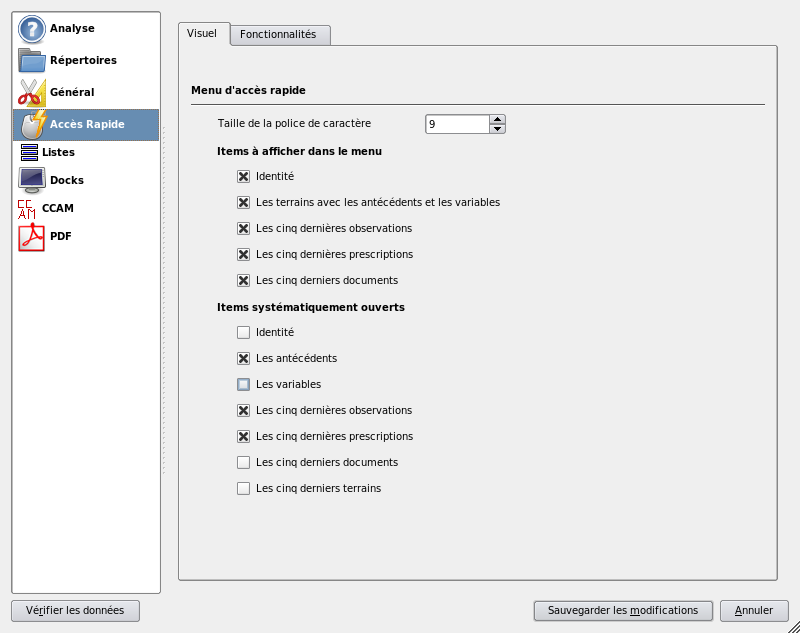 Analyse
Répertoires
Général
Accès Rapide
Listes
Docks
CCAM
CCAM
PDF
Visuel
Fonctionnalités
Menu d'accès rapide
Taille de la police de caractère
9
Items à afficher dans le menu
Identité
Les terrains avec les antécédents et les variables
Les cinq dernières observations
Les cinq dernières prescriptions
Les cinq derniers documents
Items systématiquement ouverts
Identité
Les antécédents
Les variables
Les cinq dernières observations
Les cinq dernières prescriptions
Les cinq derniers documents
Les cinq derniers terrains
Vérifier les données
Sauvegarder les modifications
Annuler